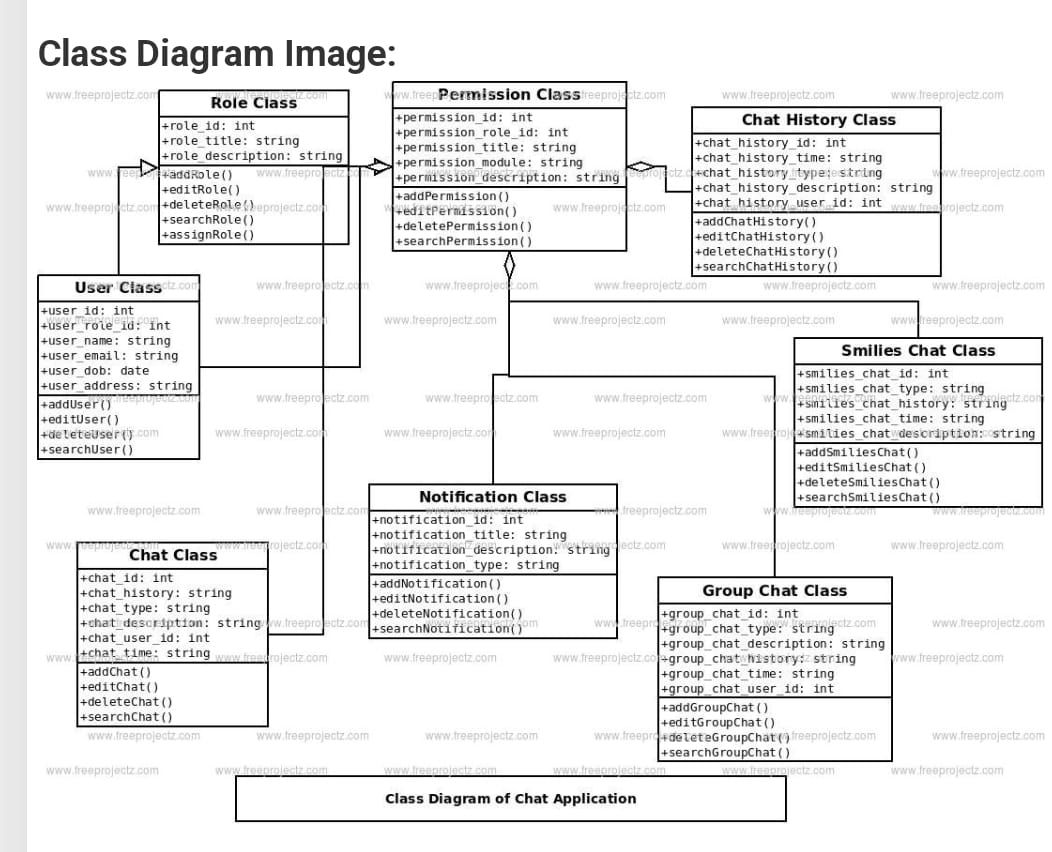 Class Diagram Image:
Role Class
+role_id: int
+role_title: string
+role_description: string
+addRole()
+editRole()
+deleteRole()
+searchRole()
+assignRole()
Permission Class
+permission_id: int
+permission_role_id: int
+permission_title: string
+permission_module: string
+permission_description: string
+addPermission()
+editPermission()
+deletePermission()
+searchPermission()
Chat History Class
+chat_history_id: int
+chat_history_time: string
+chat_history_type: string
+chat_history_description: string
+chat_history_user_id: int
+addChatHistory()
+editChatHistory()
+deleteChatHistory()
+searchChatHistory()
User Class
+user_id: int
+user_role_id: int
+user_name: string
+user_email: string
+user_dob: date
+user_address: string
+addUser()
+editUser()
+deleteUser()
+searchUser()
Smilies Chat Class
+smilies_chat_id: int
+smilies_chat_type: string
+smilies_chat_history: string
+smilies_chat_time: string
+smilies_chat_description: string
+addSmiliesChat()
+editSmiliesChat()
+deleteSmiliesChat()
+searchSmiliesChat()
Notification Class
+notification_id: int
+notification_title: string
+notification_description: string
+notification_type: string
+addNotification()
+editNotification()
+deleteNotification()
+searchNotification()
Chat Class
+chat_id: int
+chat_history: string
+chat_type: string
+chat_description: string
+chat_user_id: int
+chat_time: string
+addChat()
+editChat()
+deleteChat()
+searchChat()
Group Chat Class
+group_chat_id: int
+group_chat_type: string
+group_chat_description: string
+group_chat_history: string
+group_chat_time: string
+group_chat_user_id: int
+addGroupChat()
+editGroupChat()
+deleteGroupChat()
+searchGroupChat()
Class Diagram of Chat Application
www.freeprojectz.com